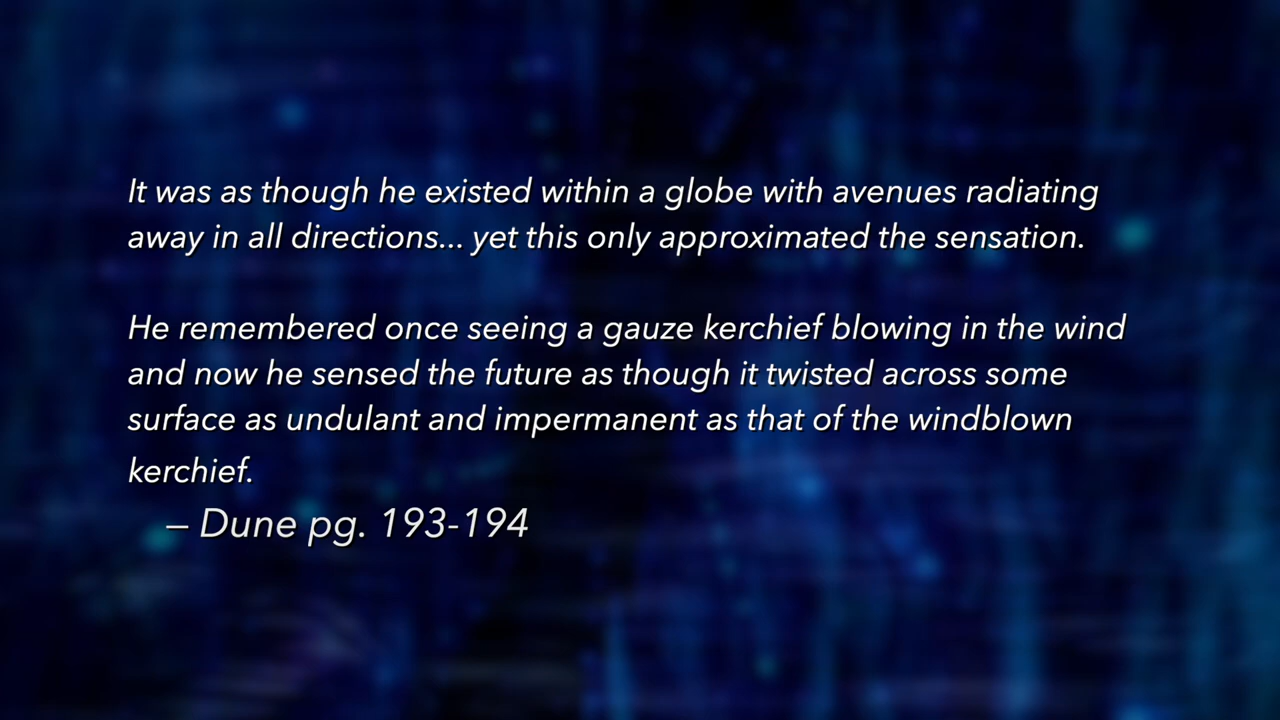 It was as though he existed within a globe with avenues radiating
away in all directions... yet this only approximated the sensation.
He remembered once seeing a gauze kerchief blowing in the wind
and now he sensed the future as though it twisted across some
surface as undulant and impermanent as that of the windblown
kerchief.
– Dune pg. 193-194